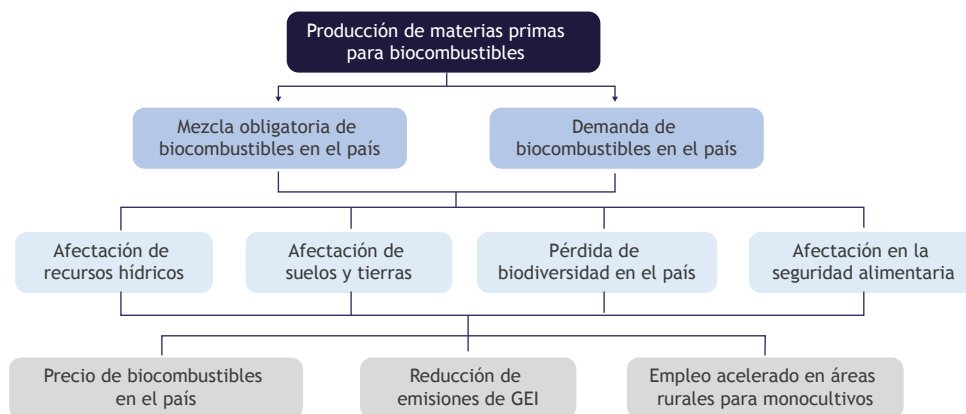 Producción de materias primas
para biocombustibles
Mezcla obligatoria de
biocombustibles en el país
Demanda de
biocombustibles en el país
Afectación de
recursos hídricos
Afectación de
suelos y tierras
Pérdida de
biodiversidad en el país
Afectación en la
seguridad alimentaria
Precio de biocombustibles
en el país
Reducción de
emisiones de GEI
Empleo acelerado en áreas
rurales para monocultivos